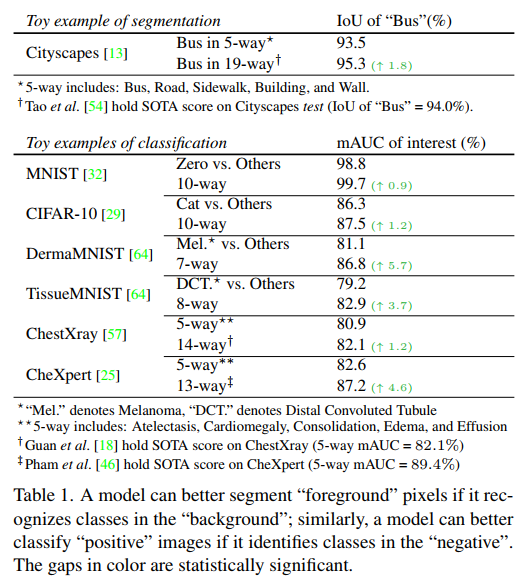 Toy example of segmentation IoU of “Bus”(%)
Cityscapes [13] Bus in 5-way* 93.5
Bus in 19-way† 95.3 (↑ 1.8)
*5-way includes: Bus, Road, Sidewalk, Building, and Wall.
†Tao et al. [54] hold SOTA score on Cityscapes test (IoU of “Bus” = 94.0%).
Toy examples of classification mAUC of interest (%)
MNIST [32] Zero vs. Others 98.8
10-way 99.7 (↑ 0.9)
CIFAR-10 [29] Cat vs. Others 86.3
10-way 87.5 (↑ 1.2)
DermaMNIST [64] Mel.* vs. Others 81.1
7-way 86.8 (↑ 5.7)
TissueMNIST [64] DCT.* vs. Others 79.2
8-way 82.9 (↑ 3.7)
ChestXray [57] 5-way** 80.9
14-way† 82.1 (↑ 1.2)
CheXpert [25] 5-way** 82.6
13-way‡ 87.2 (↑ 4.6)
*“Mel.” denotes Melanoma, “DCT.” denotes Distal Convoluted Tubule
**5-way includes: Atelectasis, Cardiomegaly, Consolidation, Edema, and Effusion
†Guan et al. [18] hold SOTA score on ChestXray (5-way mAUC = 82.1%)
‡Pham et al. [46] hold SOTA score on CheXpert (5-way mAUC = 89.4%)
Table 1. A model can better segment “foreground” pixels if it rec-
ognizes classes in the “background”; similarly, a model can better
classify “positive” images if it identifies classes in the “negative”.
The gaps in color are statistically significant.